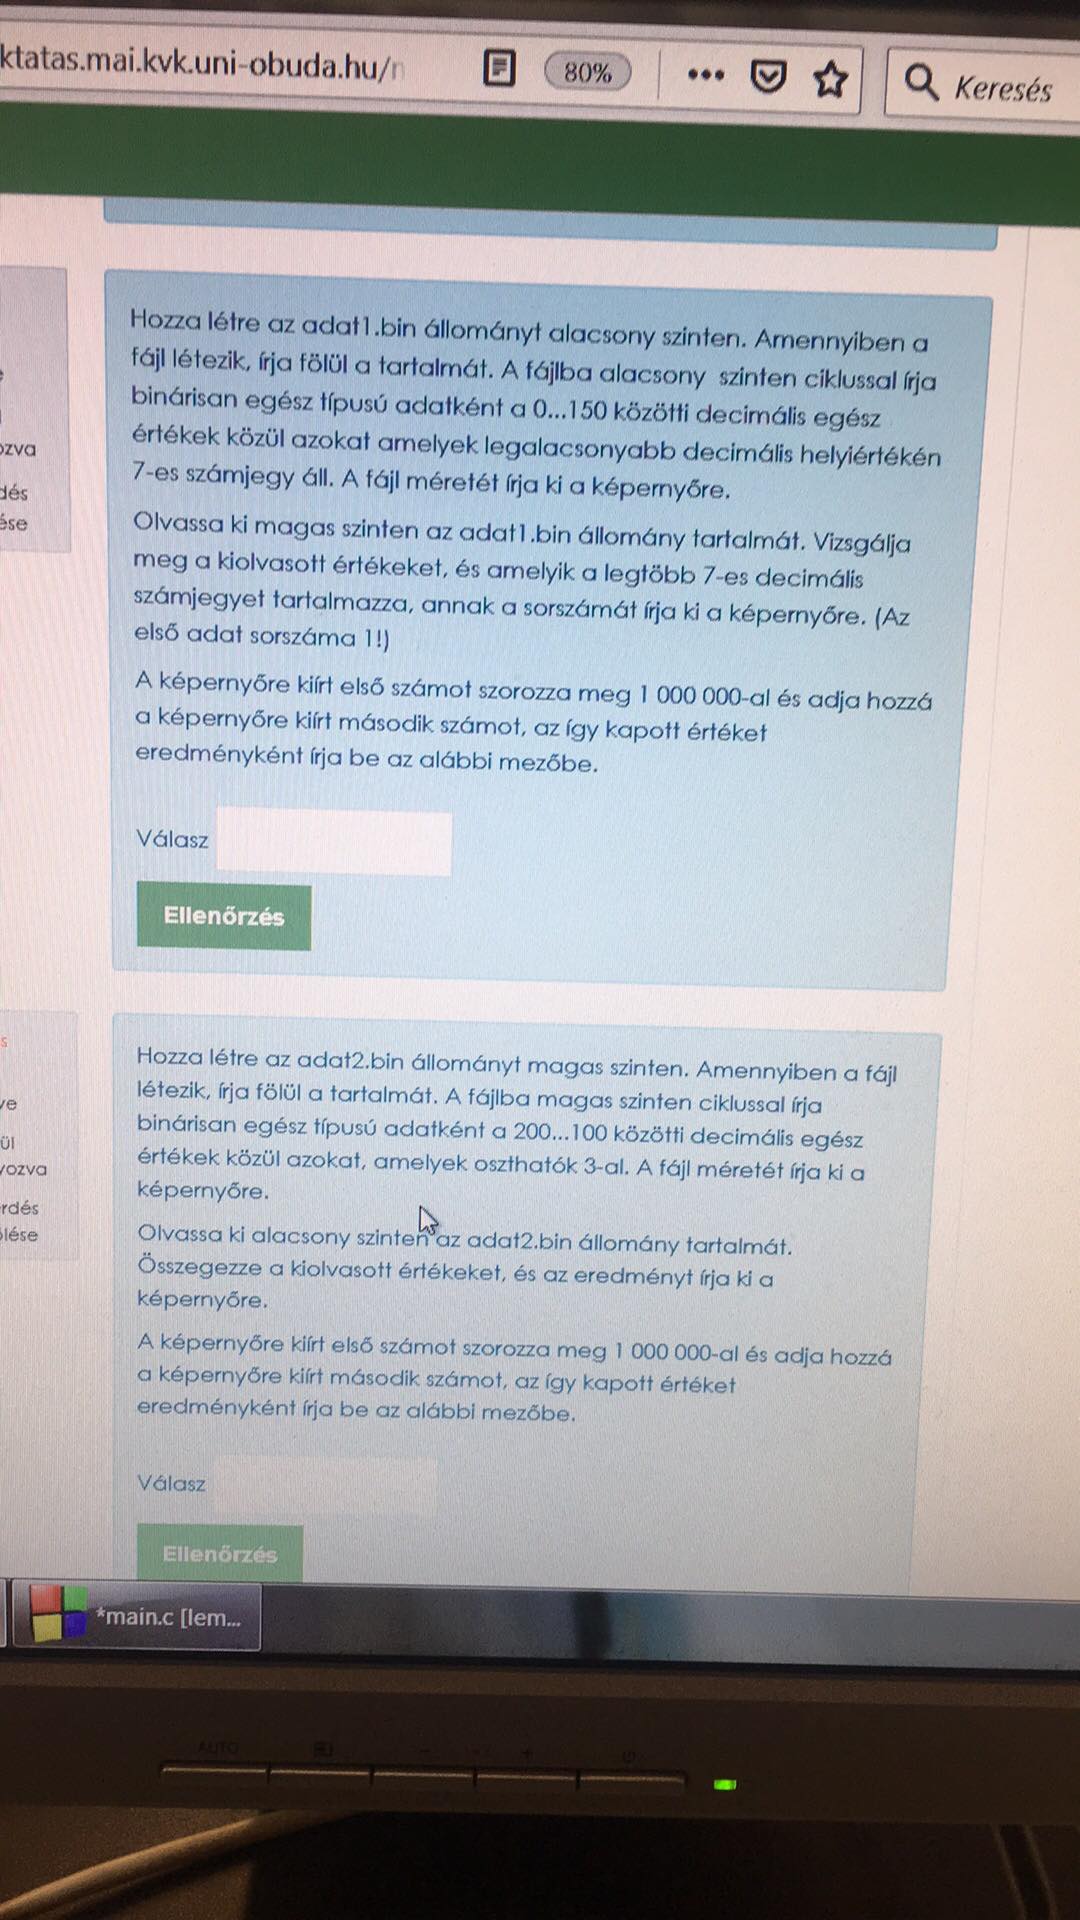 ktatas.mai.kvk.uni-obuda.hu/n
80%
Keresés
Hozza létre az adat1.bin állományt alacsony szinten. Amennyiben a
fájl létezik, írja fölül a tartalmát. A fájlba alacsony szinten ciklussal írja
binárisan egész típusú adatként a 0...150 közötti decimális egész
értékek közül azokat amelyek legalacsonyabb decimális helyiértékén
7-es számjegy áll. A fájl méretét írja ki a képernyőre.
Olvassa ki magas szinten az adat1.bin állomány tartalmát. Vizsgálja
meg a kiolvasott értékeket, és amelyik a legtöbb 7-es decimális
számjegyet tartalmazza, annak a sorszámát írja ki a képernyőre. (Az
első adat sorszáma 1!)
A képernyőre kiírt első számot szorozza meg 1 000 000-al és adja hozzá
a képernyőre kiírt második számot, az így kapott értéket
eredményként írja be az alábbi mezőbe.
Válasz
Ellenőrzés
ozva
dés
ése
Hozza létre az adat2.bin állományt magas szinten. Amennyiben a fájl
létezik, írja fölül a tartalmát. A fájlba magas szinten ciklussal írja
binárisan egész típusú adatként a 200...100 közötti decimális egész
értékek közül azokat, amelyek oszthatók 3-al. A fájl méretét írja ki a
képernyőre.
Olvassa ki alacsony szinten az adat2.bin állomány tartalmát.
Összegezze a kiolvasott értékeket, és az eredményt írja ki a
képernyőre.
A képernyőre kiírt első számot szorozza meg 1 000 000-al és adja hozzá
a képernyőre kiírt második számot, az így kapott értéket
eredményként írja be az alábbi mezőbe.
Válasz
Ellenőrzés
s
ve
ül
yozva
rdés
lése
*main.c [lem...
AUTO